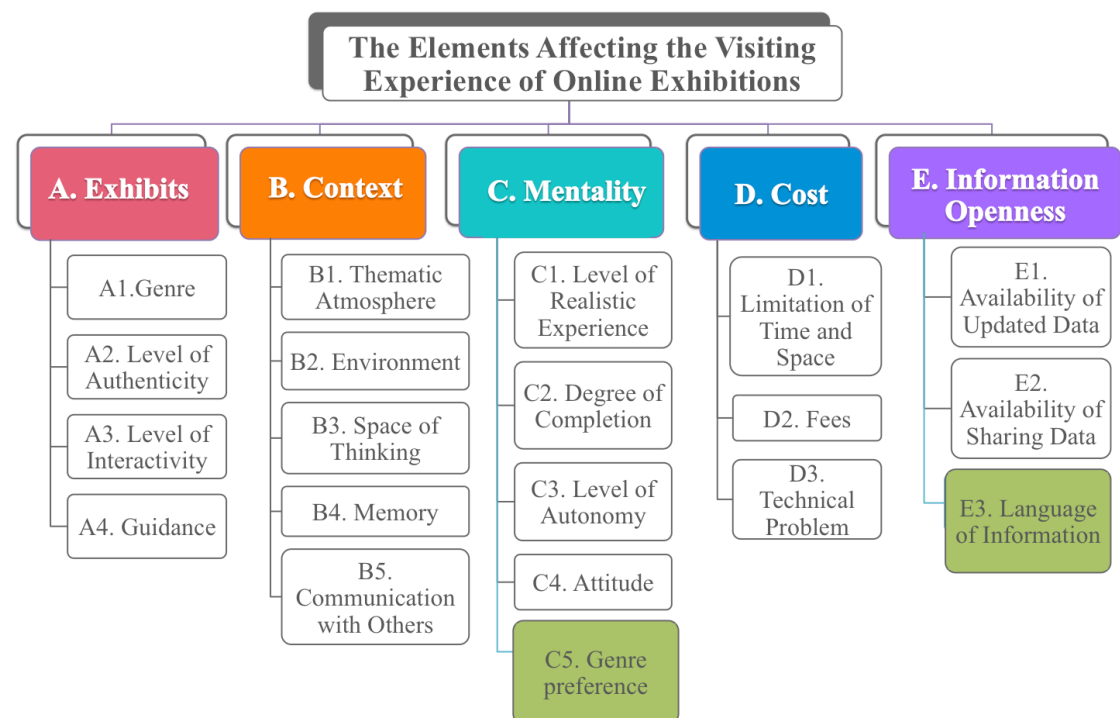 The Elements Affecting the Visiting
Experience of Online Exhibitions
A. Exhibits
A1.Genre
A2. Level of
Authenticity
A3. Level of
Interactivity
A4. Guidance
B. Context
B1. Thematic
Atmosphere
B2. Environment
B3. Space of
Thinking
B4. Memory
B5.
Communication
with Others
C. Mentality
C1. Level of
Realistic
Experience
C2. Degree of
Completion
C3. Level of
Autonomy
C4. Attitude
C5. Genre
preference
D. Cost
D1.
Limitation of
Time and
Space
D2. Fees
D3.
Technical
Problem
E. Information
Openness
E1.
Availability of
Updated Data
E2.
Availability of
Sharing Data
E3. Language
of Information